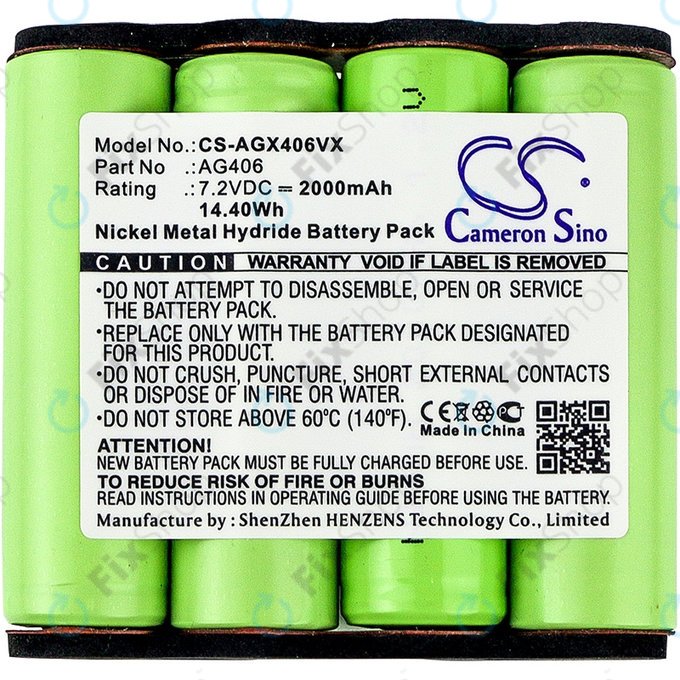 Model No.: CS-AGX406VX
Part No .: AG406
Rating .: 7.2VDC ⎓ 2000mAh
14.40Wh
Nickel Metal Hydride Battery Pack
CS
Cameron Sino
CAUTION WARRANTY VOID IF LABEL IS REMOVED
•DO NOT ATTEMPT TO DISASSEMBLE, OPEN OR SERVICE
THE BATTERY PACK.
•REPLACE ONLY WITH THE BATTERY PACK DESIGNATED
FOR THIS PRODUCT.
•DO NOT CRUSH, PUNCTURE, SHORT EXTERNAL CONTACTS
OR DISPOSE OF IN FIRE OR WATER.
•DO NOT STORE ABOVE 60°C (140°F).
CE
Made In China
ATTENTION!
NEW BATTERY PACK MUST BE FULLY CHARGED BEFORE USE.
TO REDUCE RISK OF FIRE OR BURNS
READ INSTRUCTIONS IN OPERATING GUIDE BEFORE USING.
Manufacture by : ShenZhen HENZENS Technology Co., Limited
FixShop